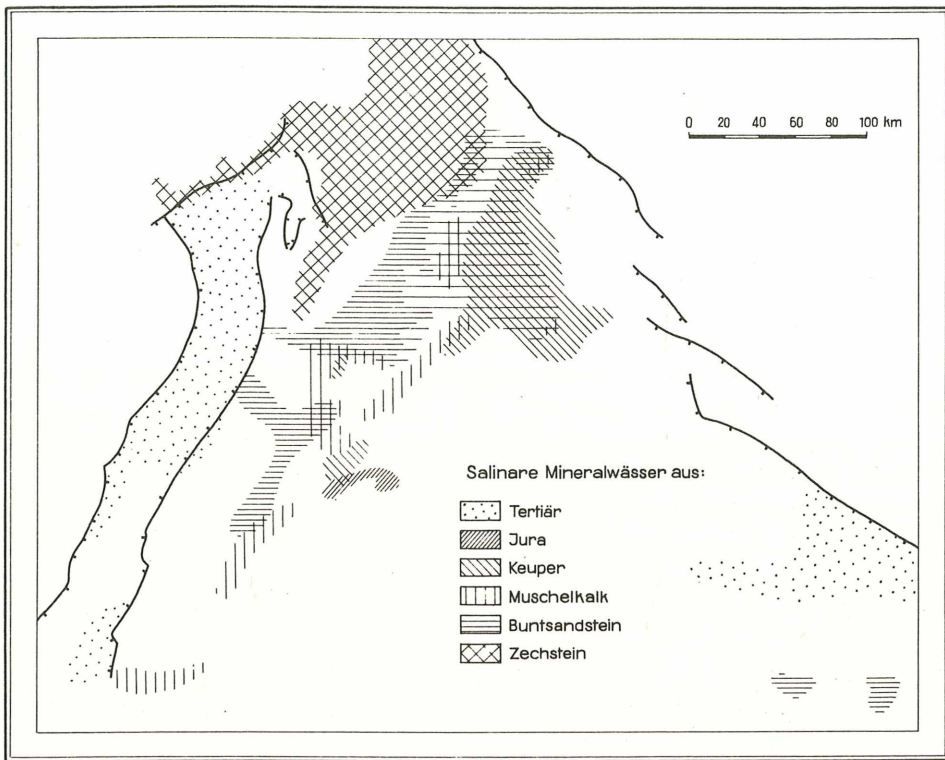 0 20 40 60 80 100 km
Salinare Mineralwässer aus:
Tertiär
Jura
Keuper
Muschelkalk
Buntsandstein
Zechstein